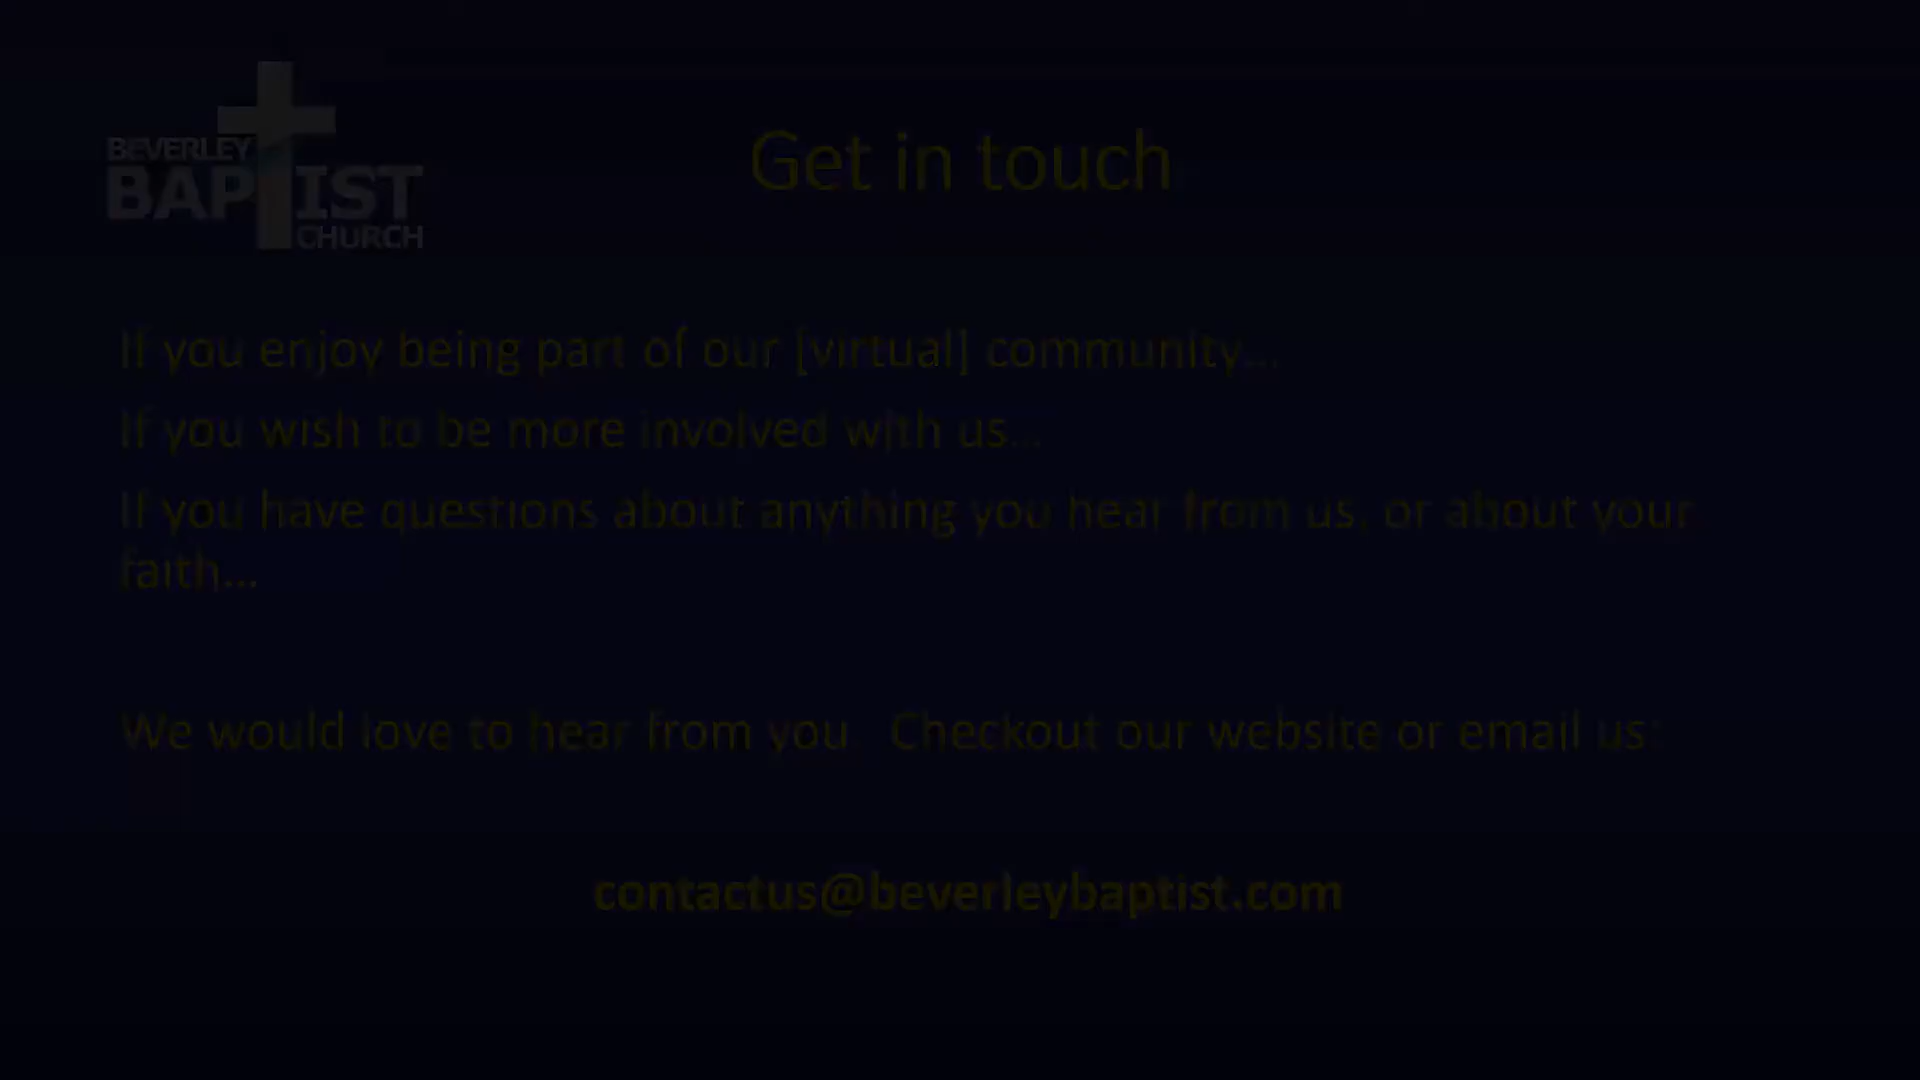 BEVERLEY
BAPTIST
CHURCH
Get in touch
If you enjoy being part of our [virtual] community...
If you wish to be more involved with us...
If you have questions about anything you hear from us, or about your
faith...
We would love to hear from you.  Checkout our website or email us:
contactus@beverleybaptist.com